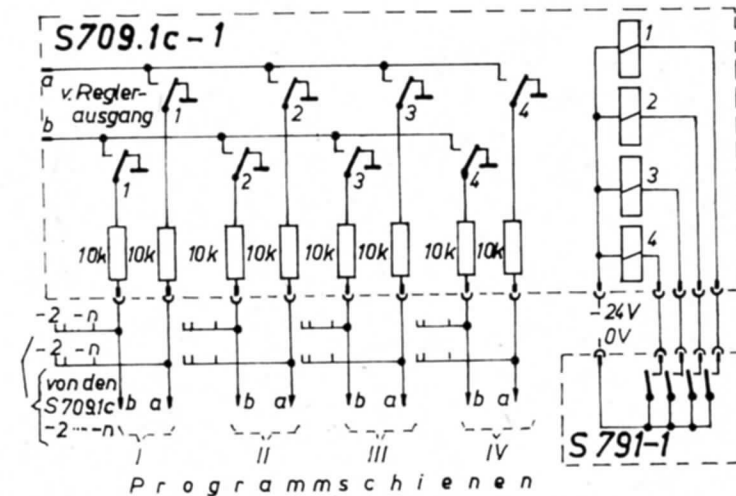 S709.1c-1
a
v. Regler-
ausgang
b
1 2 3 4
1 2 3 4
10k 10k 10k 10k 10k 10k 10k 10k
1
2
3
4
-24V
0V
-2 -n
-2 -n
von den
S709.1c
-2----n
b a b a b a b a
I II III IV
Programmschienen
S791-1